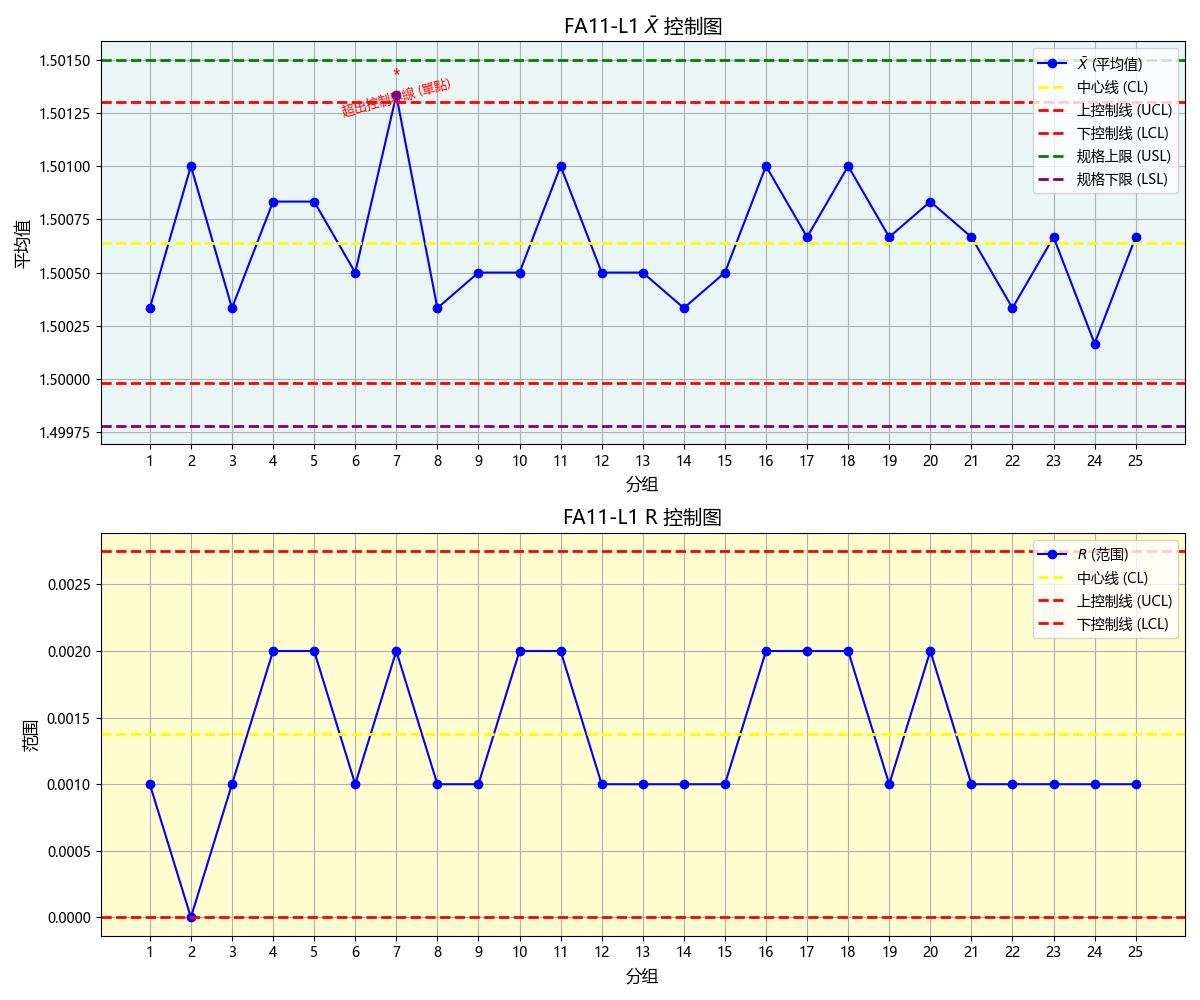 FA11-L1 X̄ 控制图
1.50150
1.50125
1.50100
1.50075
1.50050
1.50025
1.50000
1.49975
平均值
*
超出控制界線 (單點)
X̄ (平均值)
中心线 (CL)
上控制线 (UCL)
下控制线 (LCL)
规格上限 (USL)
规格下限 (LSL)
1 2 3 4 5 6 7 8 9 10 11 12 13 14 15 16 17 18 19 20 21 22 23 24 25
分组
FA11-L1 R 控制图
0.0025
0.0020
0.0015
0.0010
0.0005
0.0000
范围
R (范围)
中心线 (CL)
上控制线 (UCL)
下控制线 (LCL)
1 2 3 4 5 6 7 8 9 10 11 12 13 14 15 16 17 18 19 20 21 22 23 24 25
分组